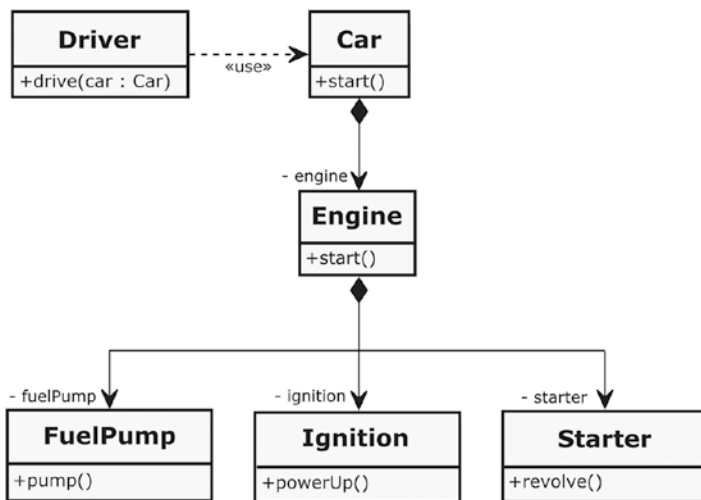 Driver
+drive(car : Car)
«use»
Car
+start()
- engine
Engine
+start()
- fuelPump
- ignition
- starter
FuelPump
+pump()
Ignition
+powerUp()
Starter
+revolve()